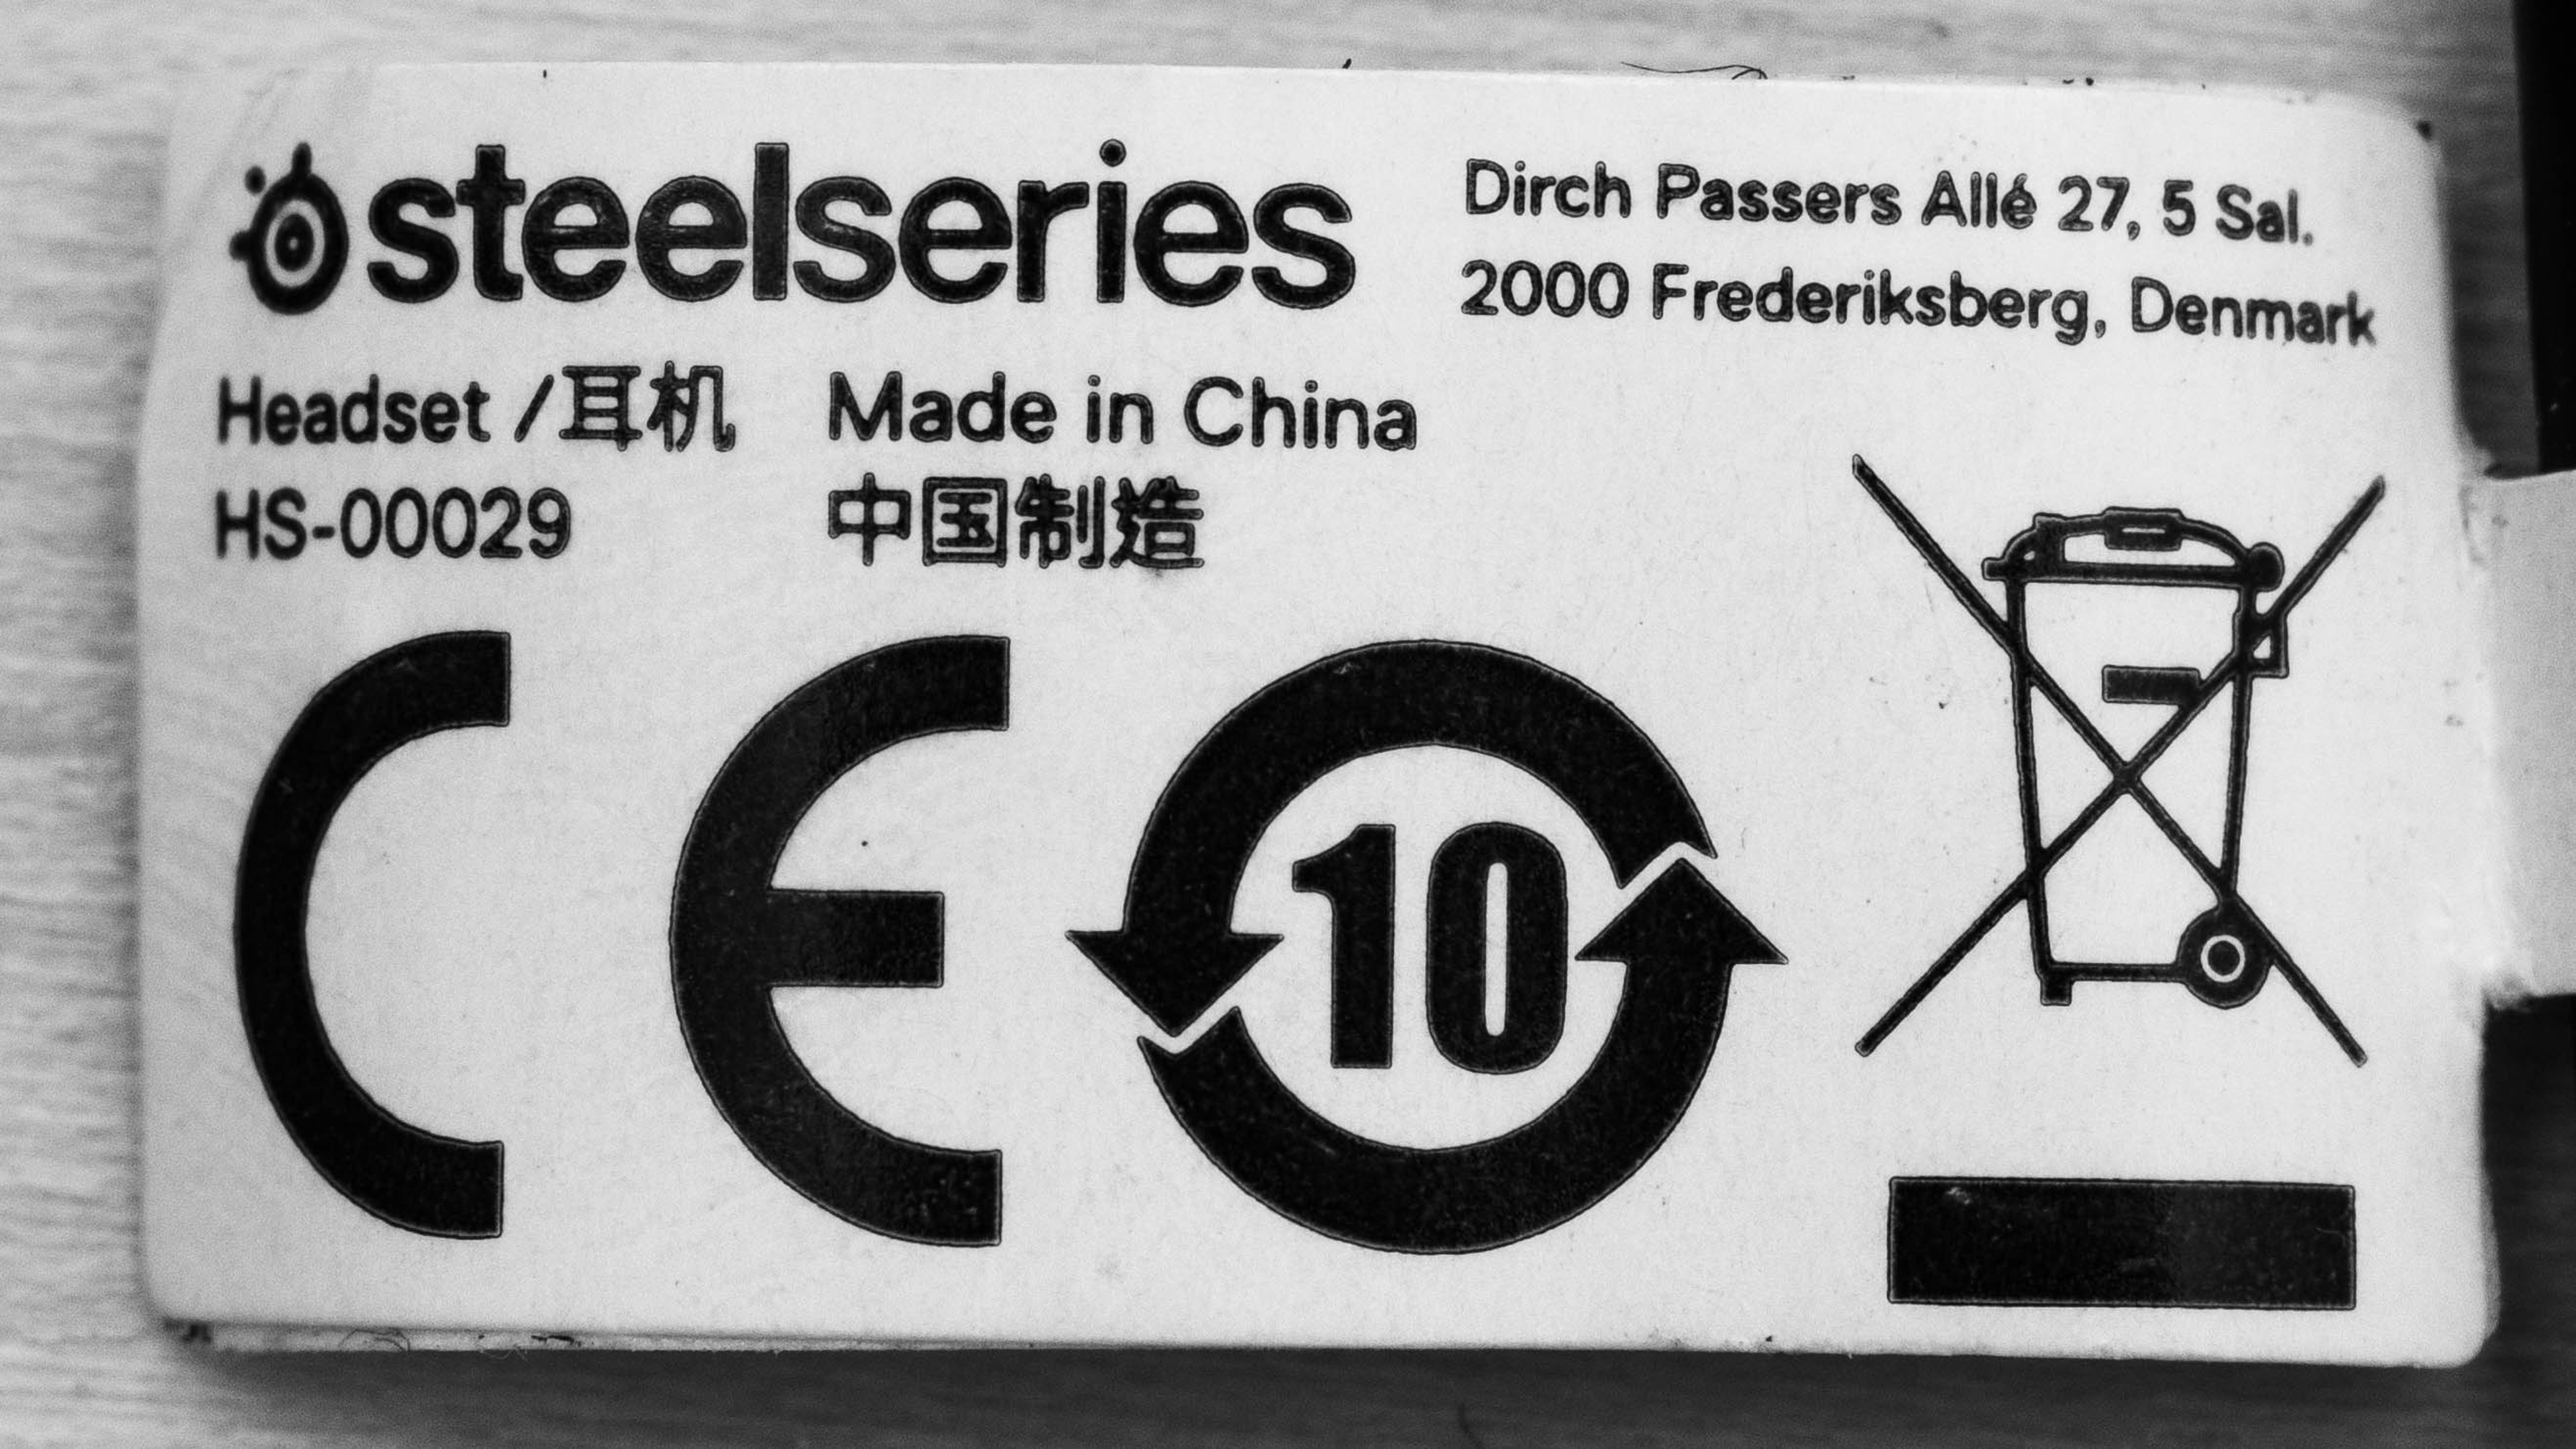 steelseries
Dirch Passers Allé 27, 5 Sal.
2000 Frederiksberg, Denmark
Headset /耳机
HS-00029
Made in China
中国制造
CE
10